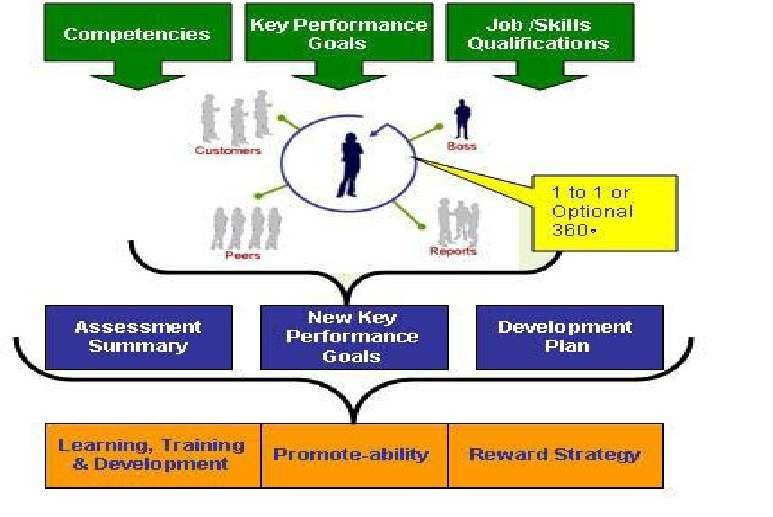 Competencies
Key Performance
Goals
Job /Skills
Qualifications
Customers
Boss
1 to 1 or
Optional
360°
Peers
Reports
Assessment
Summary
New Key
Performance
Goals
Development
Plan
Learning, Training
& Development
Promote-ability
Reward Strategy